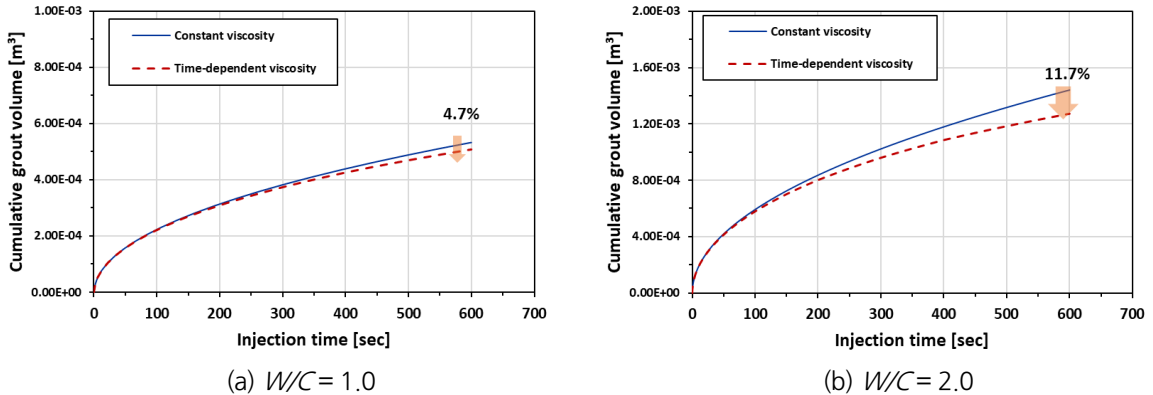 1.00E-03
8.00E-04
6.00E-04
4.00E-04
2.00E-04
0.00E+00
Cumulative grout volume [m³]
Constant viscosity
Time-dependent viscosity
4.7%
0 100 200 300 400 500 600 700
Injection time [sec]
(a) W/C = 1.0
2.00E-03
1.60E-03
1.20E-03
8.00E-04
4.00E-04
0.00E+00
Cumulative grout volume [m³]
Constant viscosity
Time-dependent viscosity
11.7%
0 100 200 300 400 500 600 700
Injection time [sec]
(b) W/C = 2.0